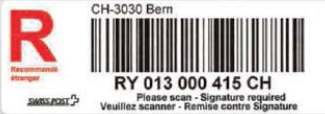 CH-3030 Bern
R
Recommandé
étranger
RY 013 000 415 CH
SWISS POST
Please scan - Signature required
Veuillez scanner - Remise contre Signature